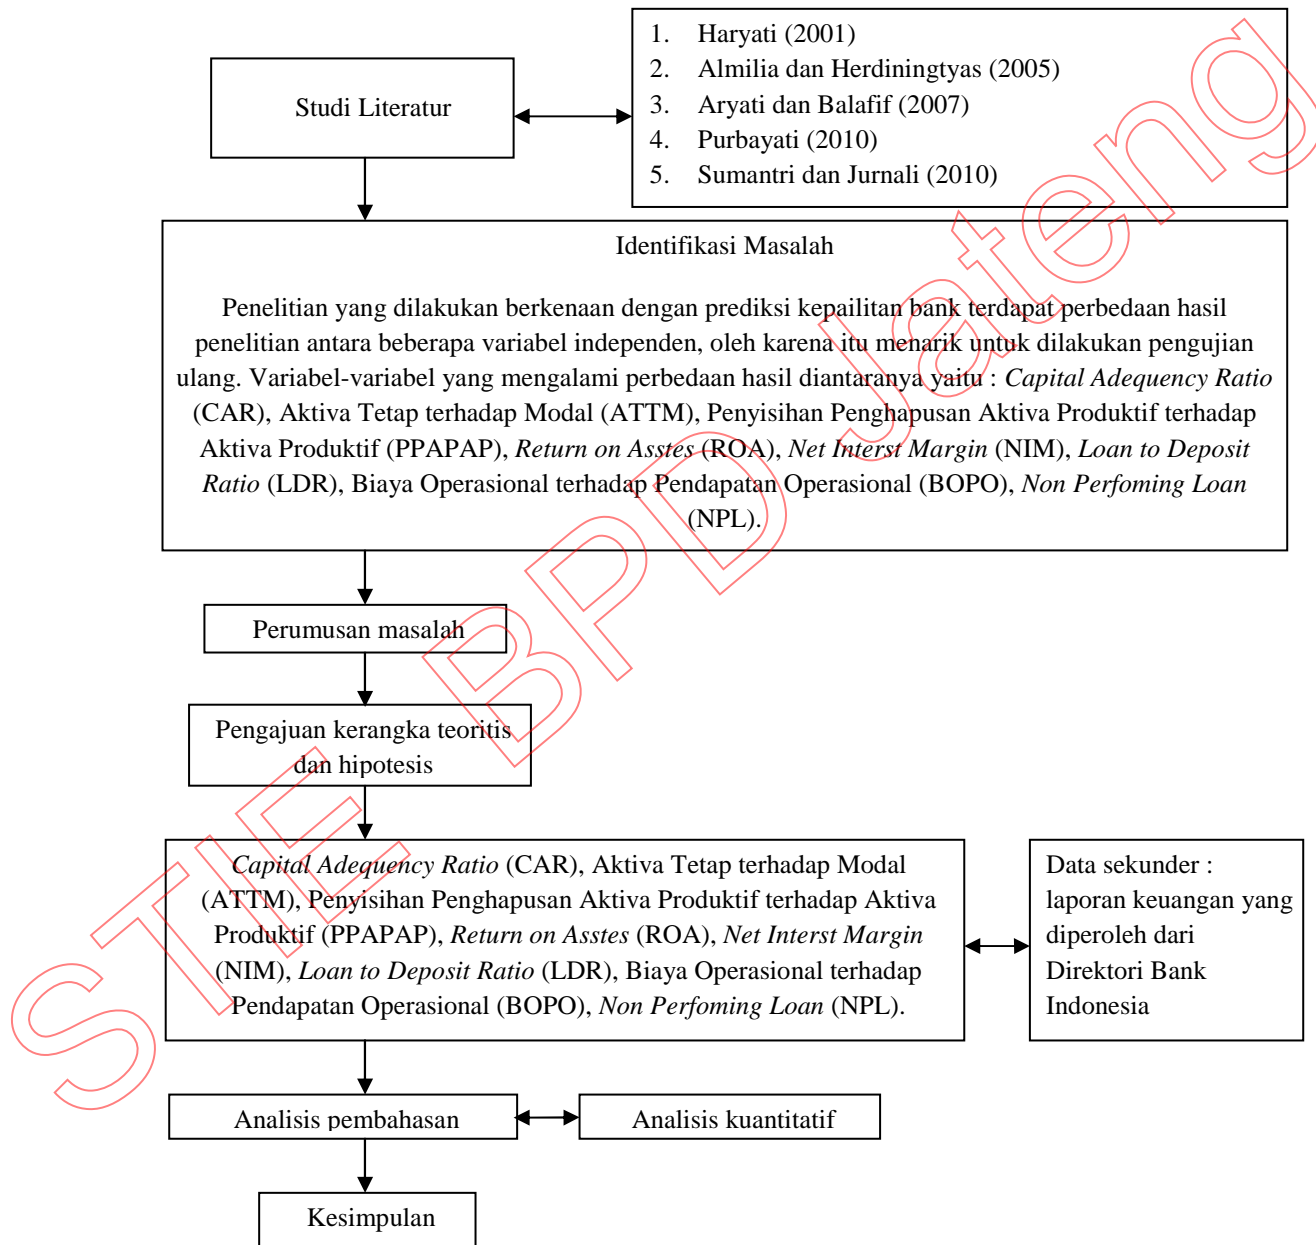 1. Haryati (2001)
2. Almilia dan Herdiningtyas (2005)
3. Aryati dan Balafif (2007)
4. Purbayati (2010)
5. Sumantri dan Jurnali (2010)
Studi Literatur
Identifikasi Masalah
Penelitian yang dilakukan berkenaan dengan prediksi kepailitan bank terdapat perbedaan hasil
penelitian antara beberapa variabel independen, oleh karena itu menarik untuk dilakukan pengujian
ulang. Variabel-variabel yang mengalami perbedaan hasil diantaranya yaitu : Capital Adequency Ratio
(CAR), Aktiva Tetap terhadap Modal (ATTM), Penyisihan Penghapusan Aktiva Produktif terhadap
Aktiva Produktif (PPAPAP), Return on Asstes (ROA), Net Interst Margin (NIM), Loan to Deposit
Ratio (LDR), Biaya Operasional terhadap Pendapatan Operasional (BOPO), Non Perfoming Loan
(NPL).
Perumusan masalah
Pengajuan kerangka teoritis
dan hipotesis
Capital Adequency Ratio (CAR), Aktiva Tetap terhadap Modal
(ATTM), Penyisihan Penghapusan Aktiva Produktif terhadap Aktiva
Produktif (PPAPAP), Return on Asstes (ROA), Net Interst Margin
(NIM), Loan to Deposit Ratio (LDR), Biaya Operasional terhadap
Pendapatan Operasional (BOPO), Non Perfoming Loan (NPL).
Data sekunder :
laporan keuangan yang
diperoleh dari
Direktori Bank
Indonesia
Analisis pembahasan
Analisis kuantitatif
Kesimpulan
STIE BPD Jateng